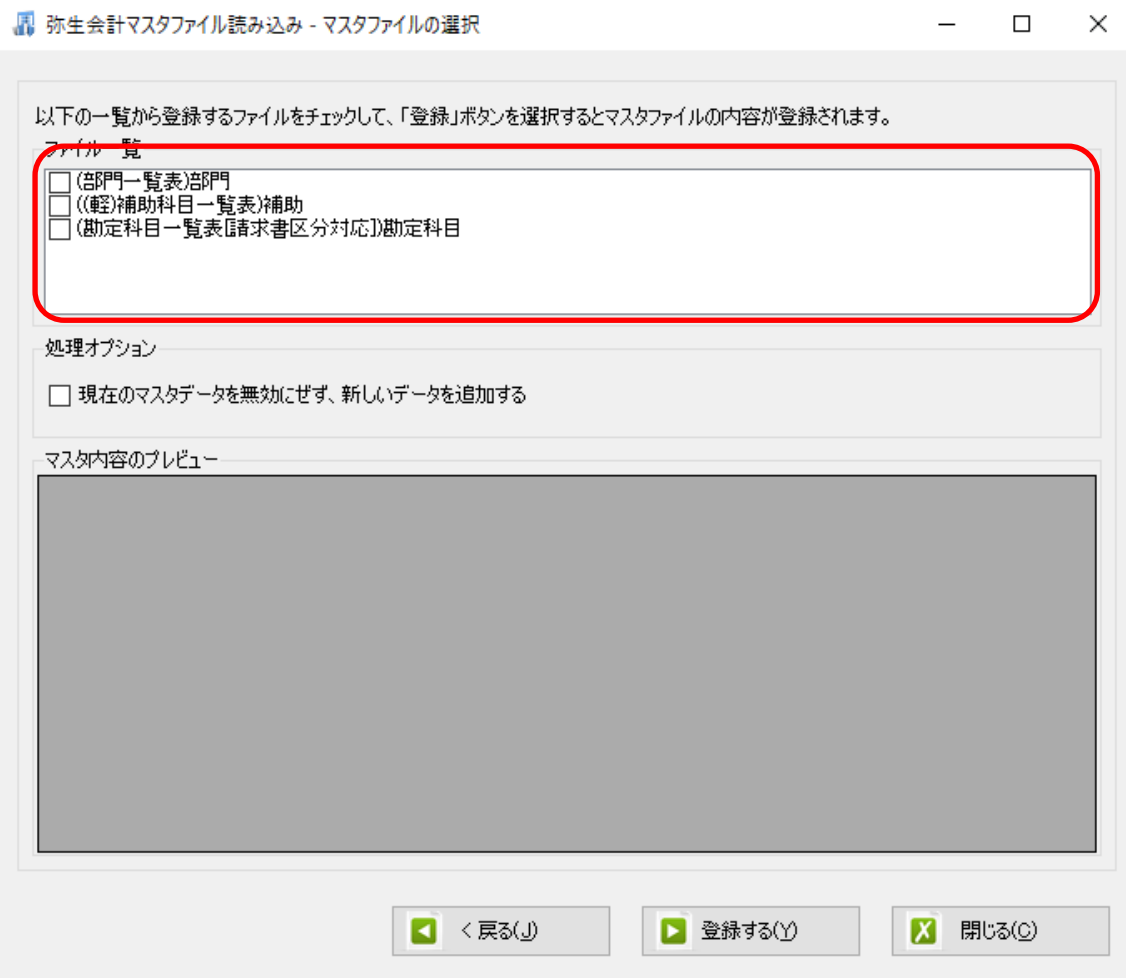 弥生会計マスタファイル読み込み - マスタファイルの選択
以下の一覧から登録するファイルをチェックして、「登録」ボタンを選択するとマスタファイルの内容が登録されます。
ファイル一覧
(部門一覧表)部門
((軽)補助科目一覧表)補助
(勘定科目一覧表[請求書区分対応])勘定科目
処理オプション
現在のマスタデータを無効にぜず、新しいデータを追加する
マスタ内容のプレビュー
< 戻る(J)
登録する(Y)
閉じる(C)